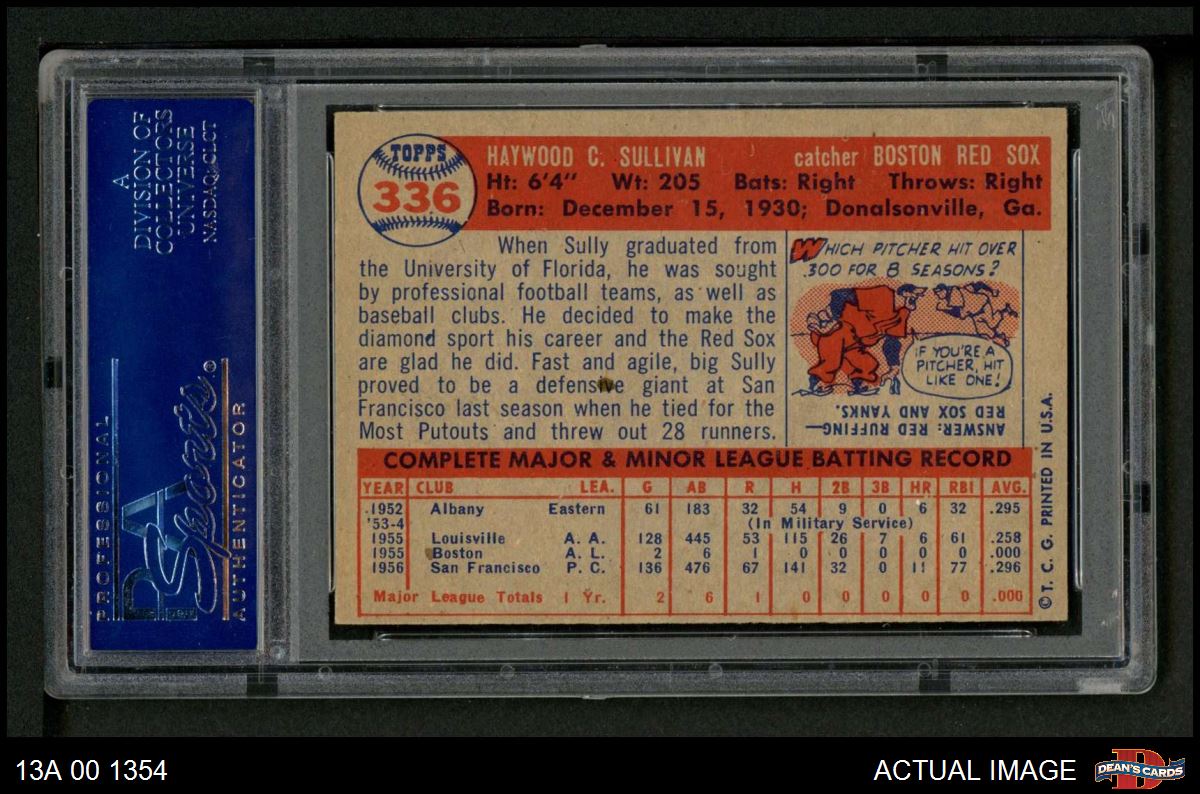 A
DIVISION OF
COLLECTORS
UNIVERSE
NASDAQ: CLCT
PROFESSIONAL
PSA
Sports
AUTHENTICATOR
TOPPS
336
HAYWOOD C. SULLIVAN catcher BOSTON RED SOX
Ht: 6'4" Wt: 205 Bats: Right Throws: Right
Born: December 15, 1930; Donalsonville, Ga.
When Sully graduated from
the University of Florida, he was sought
by professional football teams, as well as
baseball clubs. He decided to make the
diamond sport his career and the Red Sox
are glad he did. Fast and agile, big Sully
proved to be a defensive giant at San
Francisco last season when he tied for the
Most Putouts and threw out 28 runners.
WHICH PITCHER HIT OVER
.300 FOR 8 SEASONS?
IF YOU'RE A
PITCHER, HIT
LIKE ONE!
ANSWER: RED RUFFING—
RED SOX AND YANKS.
COMPLETE MAJOR & MINOR LEAGUE BATTING RECORD
YEAR CLUB LEA. G AB R H 2B 3B HR RBI AVG.
1952 Albany Eastern 61 183 32 54 9 0 6 32 .295
'53-4 (In Military Service)
1955 Louisville A. A. 128 445 53 115 26 7 6 61 .258
1955 Boston A. L. 2 6 1 0 0 0 0 0 .000
1956 San Francisco P. C. 136 476 67 141 32 0 11 77 .296
Major League Totals 1 Yr. 2 6 1 0 0 0 0 0 .000
© T. C. G. PRINTED IN U.S.A.
13A 00 1354
ACTUAL IMAGE
DEAN'S CARDS